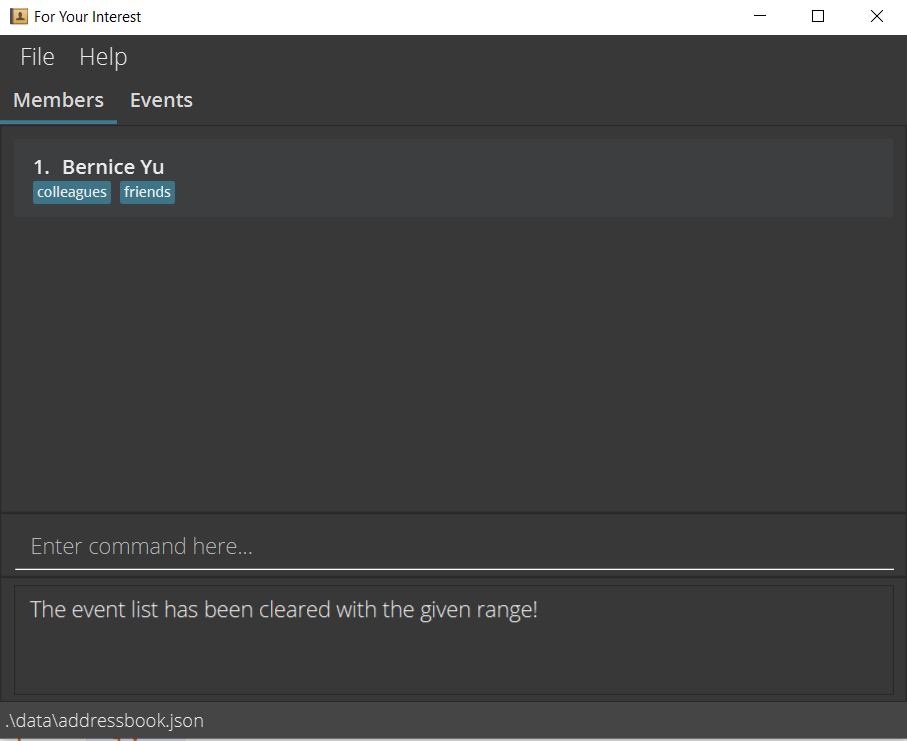 For Your Interest
File Help
Members Events
1. Bernice Yu
colleagues friends
Enter command here...
The event list has been cleared with the given range!
.\data\addressbook.json